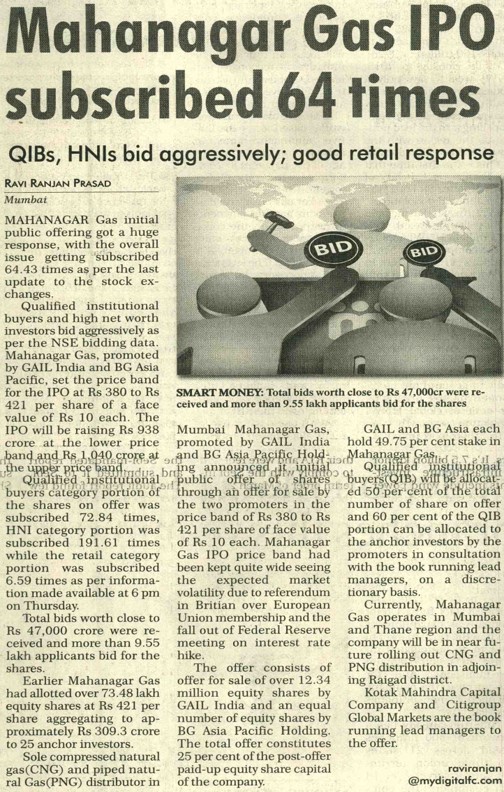 Mahanagar Gas IPO
subscribed 64 times
QIBs, HNIs bid aggressively; good retail response
RAVI RANJAN PRASAD
Mumbai
MAHANAGAR Gas initial
public offering got a huge
response, with the overall
issue getting subscribed
64.43 times as per the last
update to the stock ex-
changes.
Qualified institutional
buyers and high net worth
investors bid aggressively as
per the NSE bidding data.
Mahanagar Gas, promoted
by GAIL India and BG Asia
Pacific, set the price band
for the IPO at Rs 380 to Rs
421 per share of a face
value of Rs 10 each. The
IPO will be raising Rs 938
crore at the lower price
band and Rs 1,040 crore at
the upper price band.
Qualified Institutional
buyers category portion of
the shares on offer was
subscribed 72.84 times,
HNI category portion was
subscribed 191.61 times
while the retail category
portion was subscribed
6.59 times as per informa-
tion made available at 6 pm
on Thursday.
Total bids worth close to
Rs 47,000 crore were re-
ceived and more than 9.55
lakh applicants bid for the
shares.
Earlier Mahanagar Gas
had allotted over 73.48 lakh
equity shares at Rs 421 per
share aggregating to ap-
proximately Rs 309.3 crore
to 25 anchor investors.
Sole compressed natural
gas(CNG) and piped natu-
ral Gas(PNG) distributor in
BID
BID
SMART MONEY: Total bids worth close to Rs 47,000cr were re-
ceived and more than 9.55 lakh applicants bid for the shares
Mumbai Mahanagar Gas,
promoted by GAIL India
and BG Asia Pacific Hold-
ing announced it initial
public offer of shares
through an offer for sale by
the two promoters in the
price band of Rs 380 to Rs
421 per share of face value
of Rs 10 each. Mahanagar
Gas IPO price band had
been kept quite wide seeing
the expected market
volatility due to referendum
in Britian over European
Union membership and the
fall out of Federal Reserve
meeting on interest rate
hike.
The offer consists of
offer for sale of over 12.34
million equity shares by
GAIL India and an equal
number of equity shares by
BG Asia Pacific Holding.
The total offer constitutes
25 per cent of the post-offer
paid-up equity share capital
of the company.
GAIL and BG Asia each
hold 49.75 per cent stake in
Mahanagar Gas.
Qualified institutional
buyers(QIB) will be allocat-
ed 50 per cent of the total
number of share on offer
and 60 per cent of the QIB
portion can be allocated to
the anchor investors by the
promoters in consultation
with the book running lead
managers, on a discre-
tionary basis.
Currently, Mahanagar
Gas operates in Mumbai
and Thane region and the
company will be in near fu-
ture rolling out CNG and
PNG distribution in adjoin-
ing Raigad district.
Kotak Mahindra Capital
Company and Citigroup
Global Markets are the book
running lead managers to
the offer.
raviranjan
@mydigitalfc.com